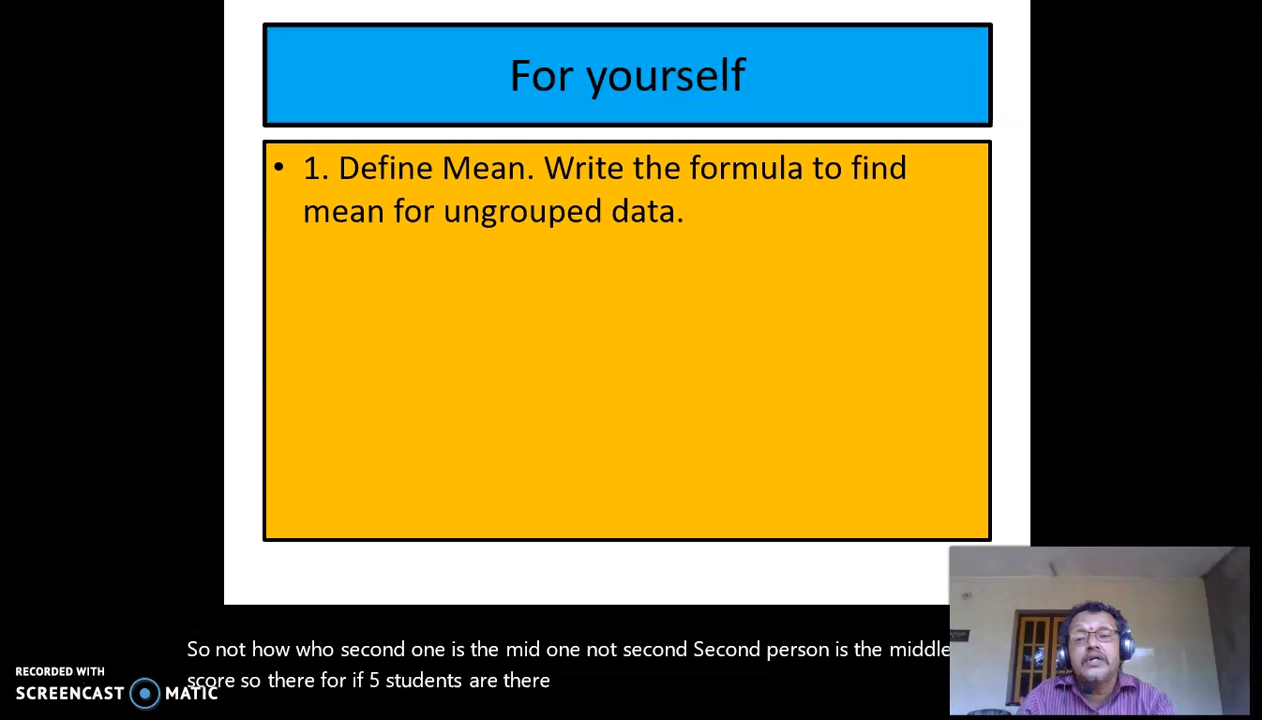 For yourself
• 1. Define Mean. Write the formula to find
mean for ungrouped data.
So not how who second one is the mid one not second Second person is the middle
score so there for if 5 students are there
RECORDED WITH
SCREENCAST MATIC